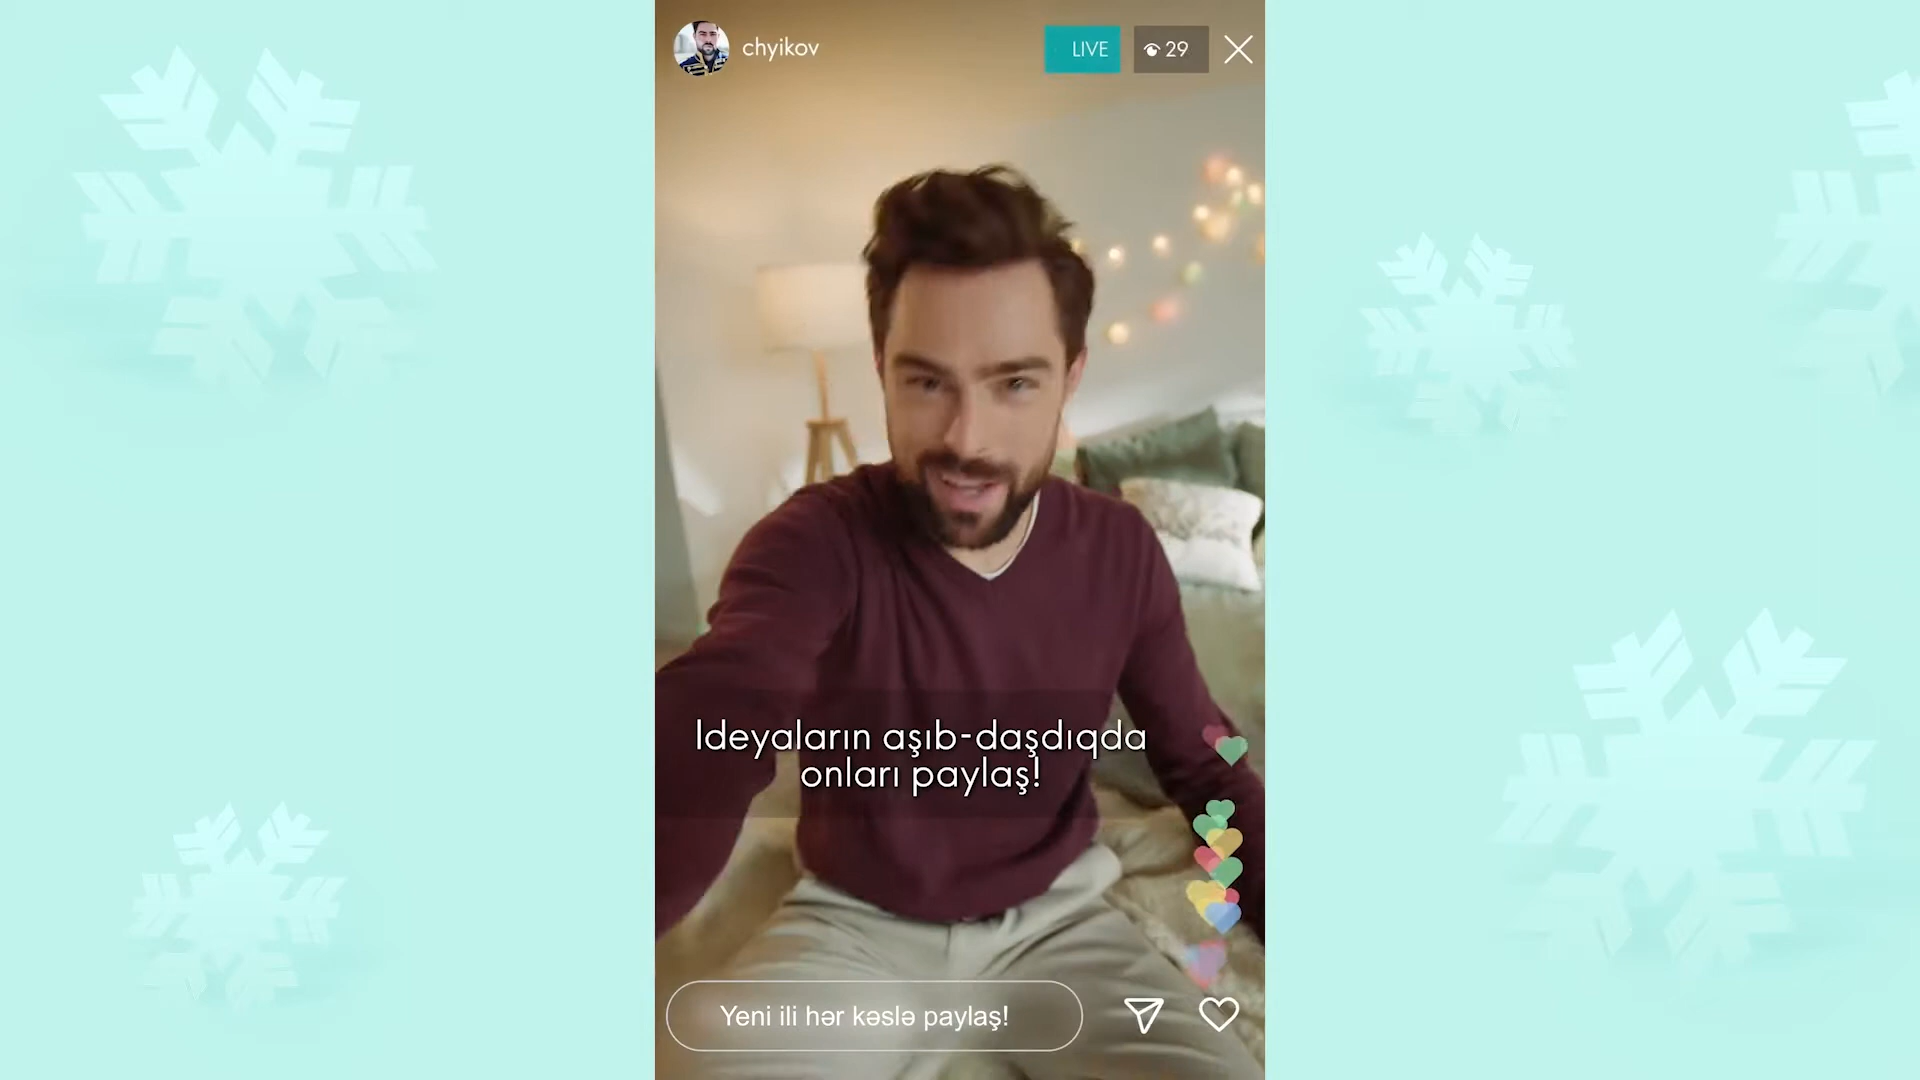 chyikov
LIVE
29
Ideyaların aşıb-daşdıqda
onları paylaş!
Yeni ili hər kəslə paylaş!